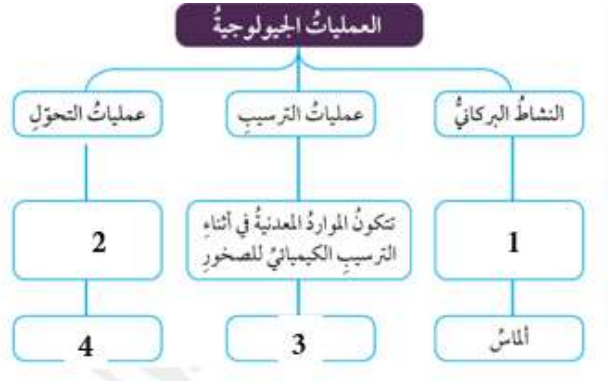 العملياتُ الجيولوجيةُ
النشاطُ البركانيُّ
عملياتُ الترسيبِ
عملياتُ التحوّلِ
1
تتكونُ المواردُ المعدنيةُ في أثناءِ
الترسيبِ الكيميائيِّ للصخورِ
2
ألماسٌ
3
4